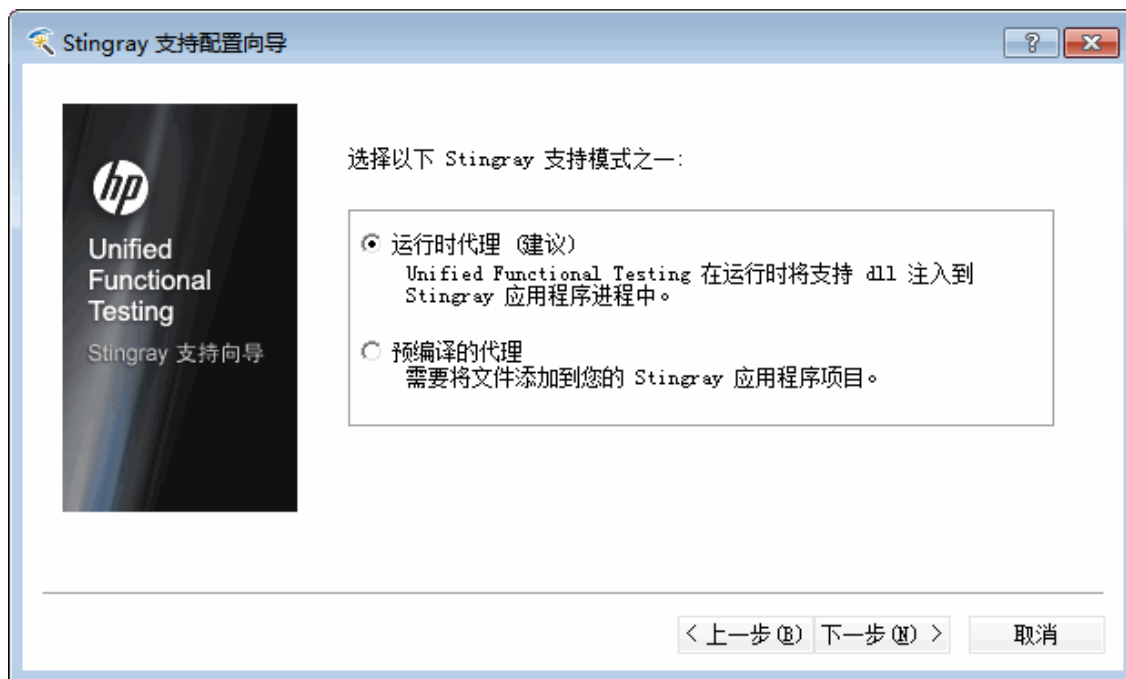 Stingray 支持配置向导
?
hp
Unified
Functional
Testing
Stingray 支持向导
选择以下 Stingray 支持模式之一:
运行时代理 (建议)
Unified Functional Testing 在运行时将支持 dll 注入到
Stingray 应用程序进程中。
预编译的代理
需要将文件添加到您的 Stingray 应用程序项目。
< 上一步(B)
下一步(N) >
取消